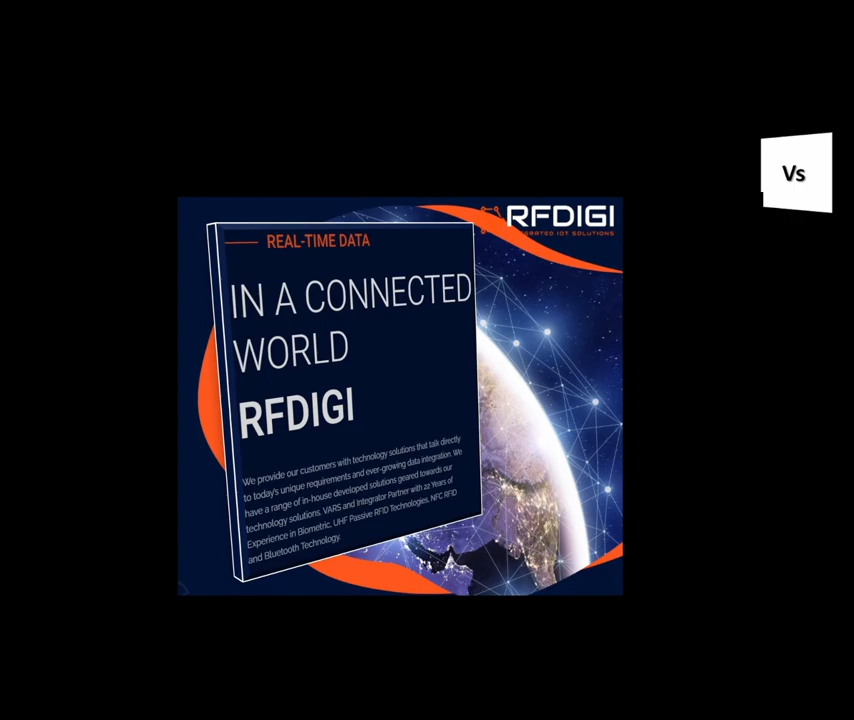 Vs
RFDIGI
RATED IOT SOLUTIONS
REAL-TIME DATA
IN A CONNECTED
WORLD
RFDIGI
We provide our customers with technology solutions that talk directly
to today's unique requirements and ever-growing data integration. We
have a range of in-house developed solutions geared towards our
technology solutions. VARS and Integrator Partner with 22 Years of
Experience in Biometric, UHF Passive RFID Technologies, NFC RFID
and Bluetooth Technology.